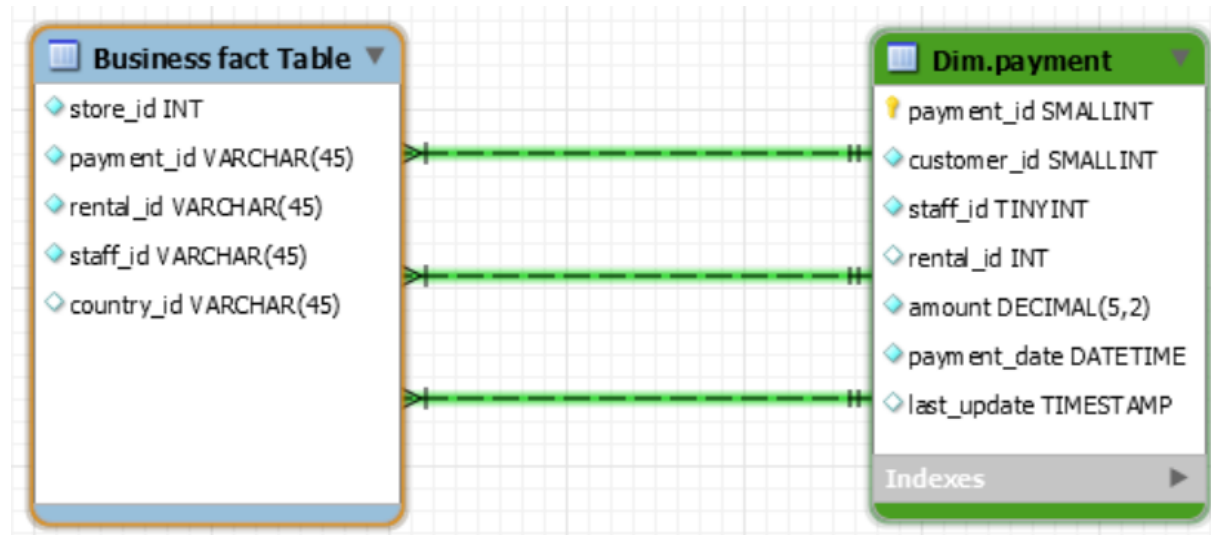 Business fact Table
store_id INT
payment_id VARCHAR(45)
rental_id VARCHAR(45)
staff_id VARCHAR(45)
country_id VARCHAR(45)
Dim.payment
payment_id SMALLINT
customer_id SMALLINT
staff_id TINYINT
rental_id INT
amount DECIMAL(5,2)
payment_date DATETIME
last_update TIMESTAMP
Indexes